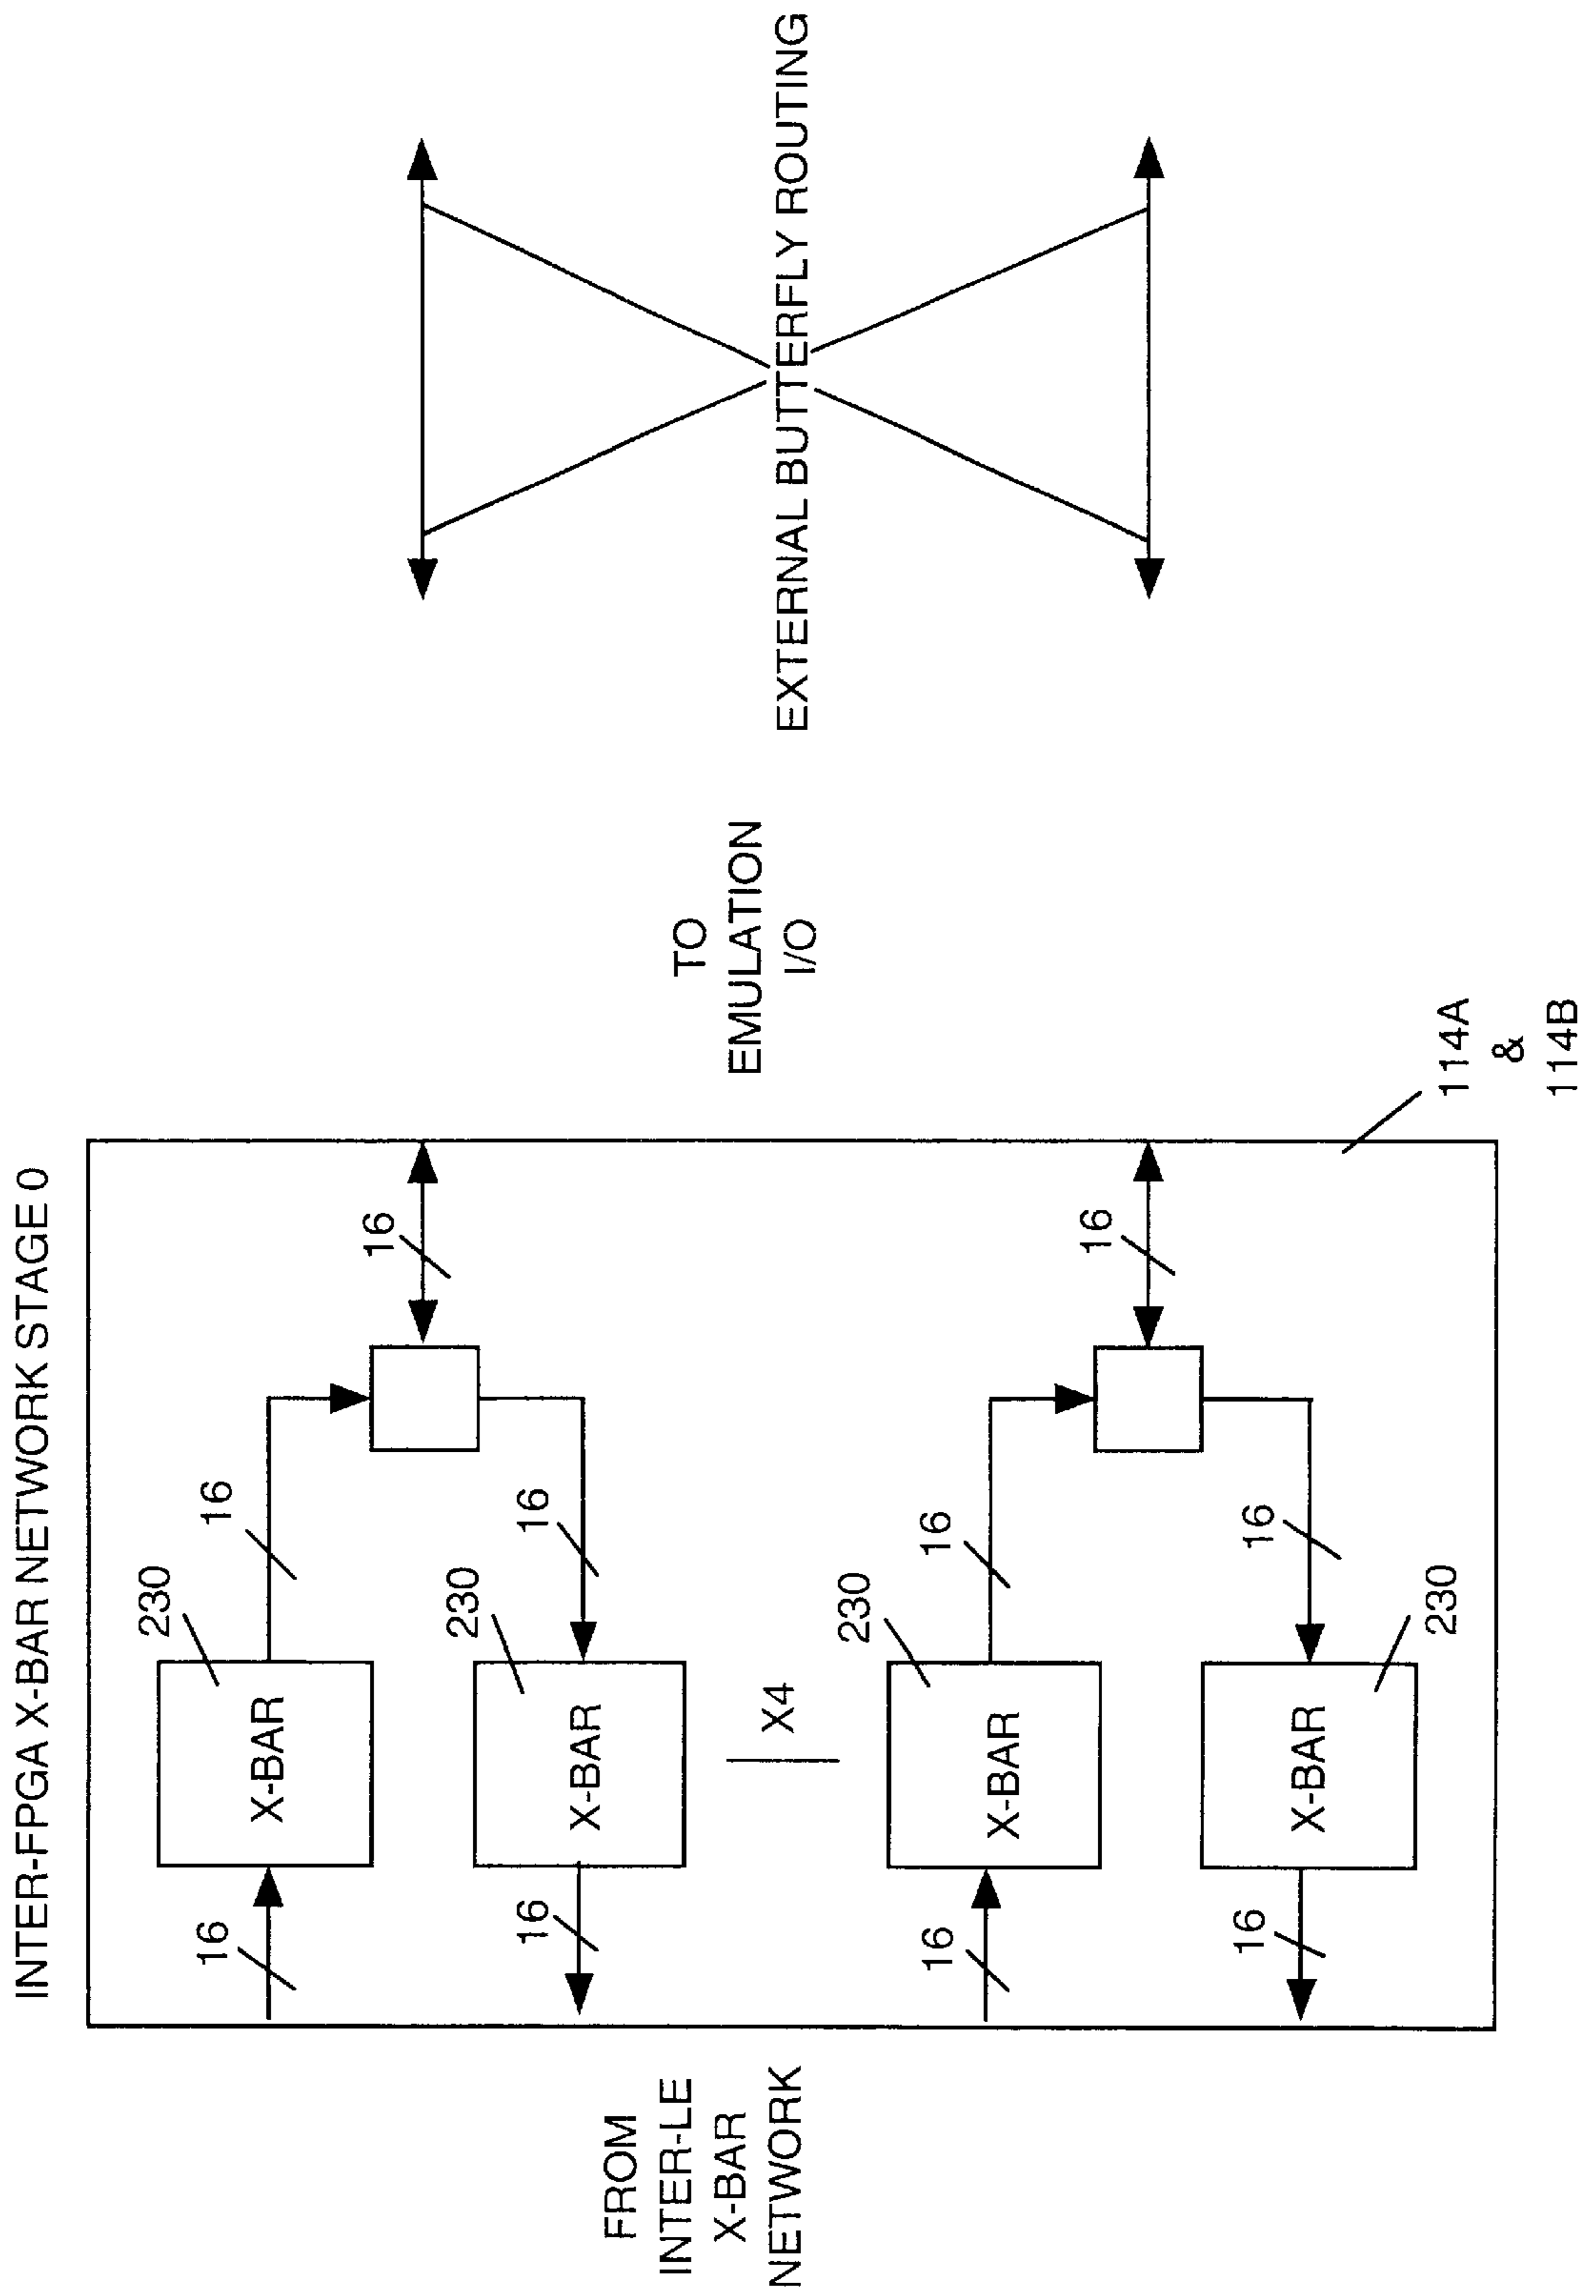 INTER-FPGA X-BAR NETWORK STAGE 0
FROM
INTER-LE
X-BAR
NETWORK
16
X-BAR
230
16
16
16
X-BAR
230
16
X4
16
X-BAR
230
16
16
16
X-BAR
230
16
114A
&
114B
TO
EMULATION
I/O
EXTERNAL BUTTERFLY ROUTING